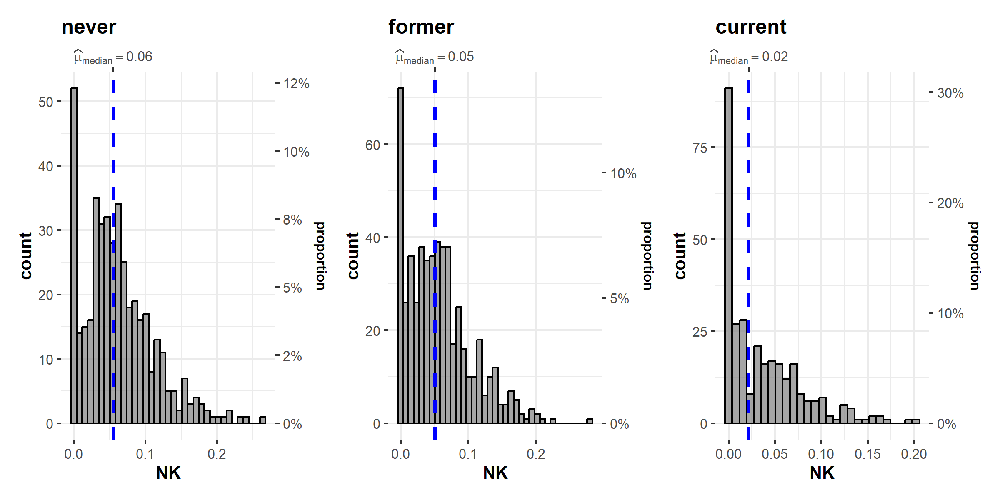 never
μ̂median = 0.06
50
40
30
20
10
0
count
12%
10%
8%
5%
2%
0%
proportion
0.0 0.1 0.2
NK
former
μ̂median = 0.05
60
40
20
0
count
10%
5%
0%
proportion
0.0 0.1 0.2
NK
current
μ̂median = 0.02
75
50
25
0
count
30%
20%
10%
0%
proportion
0.00 0.05 0.10 0.15 0.20
NK